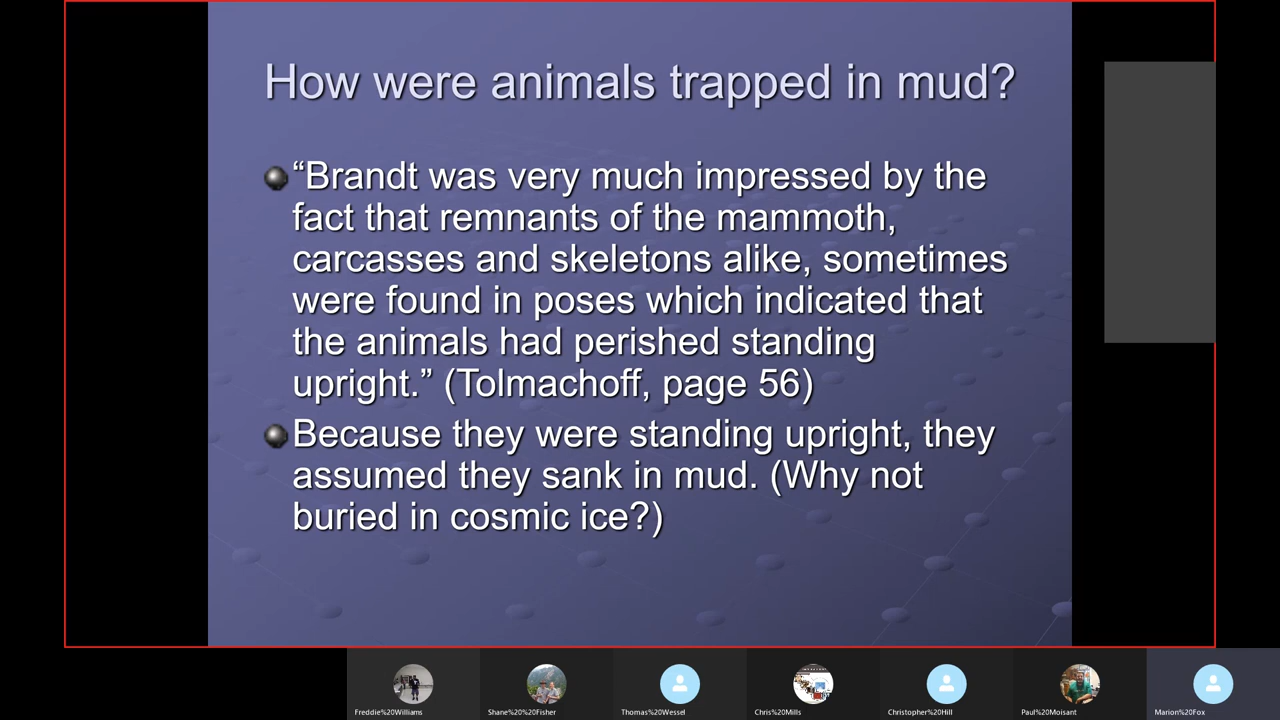 How were animals trapped in mud?
“Brandt was very much impressed by the
fact that remnants of the mammoth,
carcasses and skeletons alike, sometimes
were found in poses which indicated that
the animals had perished standing
upright.” (Tolmachoff, page 56)
Because they were standing upright, they
assumed they sank in mud. (Why not
buried in cosmic ice?)
Freddie%20Williams
Shane%20%20Fisher
Thomas%20Wessel
Chris%20Mills
Christopher%20Hill
Paul%20Moisant
Marion%20Fox